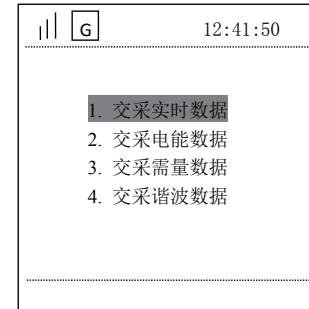 G 12:41:50
1. 交采实时数据
2. 交采电能数据
3. 交采需量数据
4. 交采谐波数据